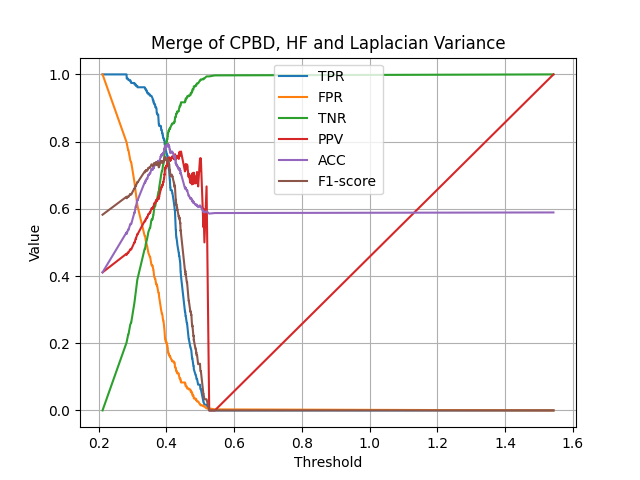 Merge of CPBD, HF and Laplacian Variance
1.0
0.8
0.6
0.4
0.2
0.0
Value
TPR
FPR
TNR
PPV
ACC
F1-score
0.2 0.4 0.6 0.8 1.0 1.2 1.4 1.6
Threshold